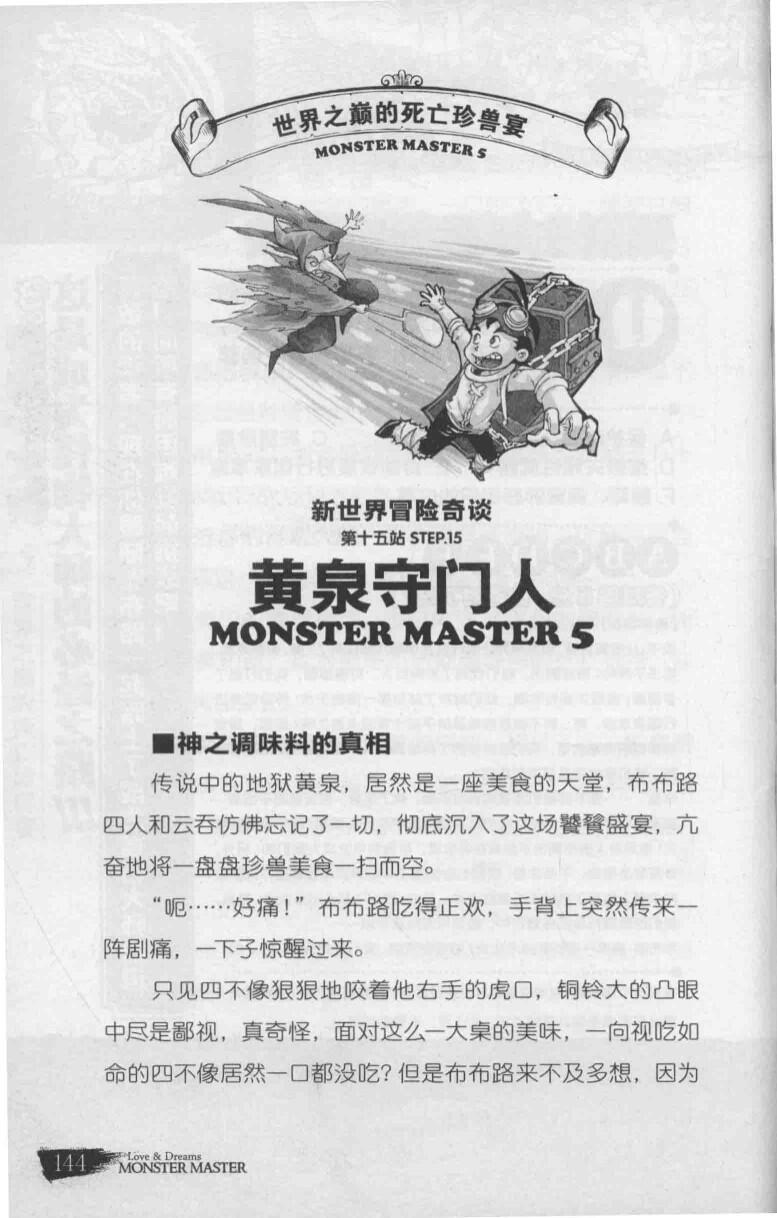 世界之巅的死亡珍兽宴
MONSTER MASTER 5
新世界冒险奇谈
第十五站 STEP.15
黄泉守门人
MONSTER MASTER 5
■神之调味料的真相
传说中的地狱黄泉，居然是一座美食的天堂，布布路
四人和云吞仿佛忘记了一切，彻底沉入了这场饕餮盛宴，亢
奋地将一盘盘珍兽美食一扫而空。
“呃……好痛！”布布路吃得正欢，手背上突然传来一
阵剧痛，一下子惊醒过来。
只见四不像狠狠地咬着他右手的虎口，铜铃大的凸眼
中尽是鄙视，真奇怪，面对这么一大桌的美味，一向视吃如
命的四不像居然一口都没吃？但是布布路来不及多想，因为
144
Love & Dreams
MONSTER MASTER